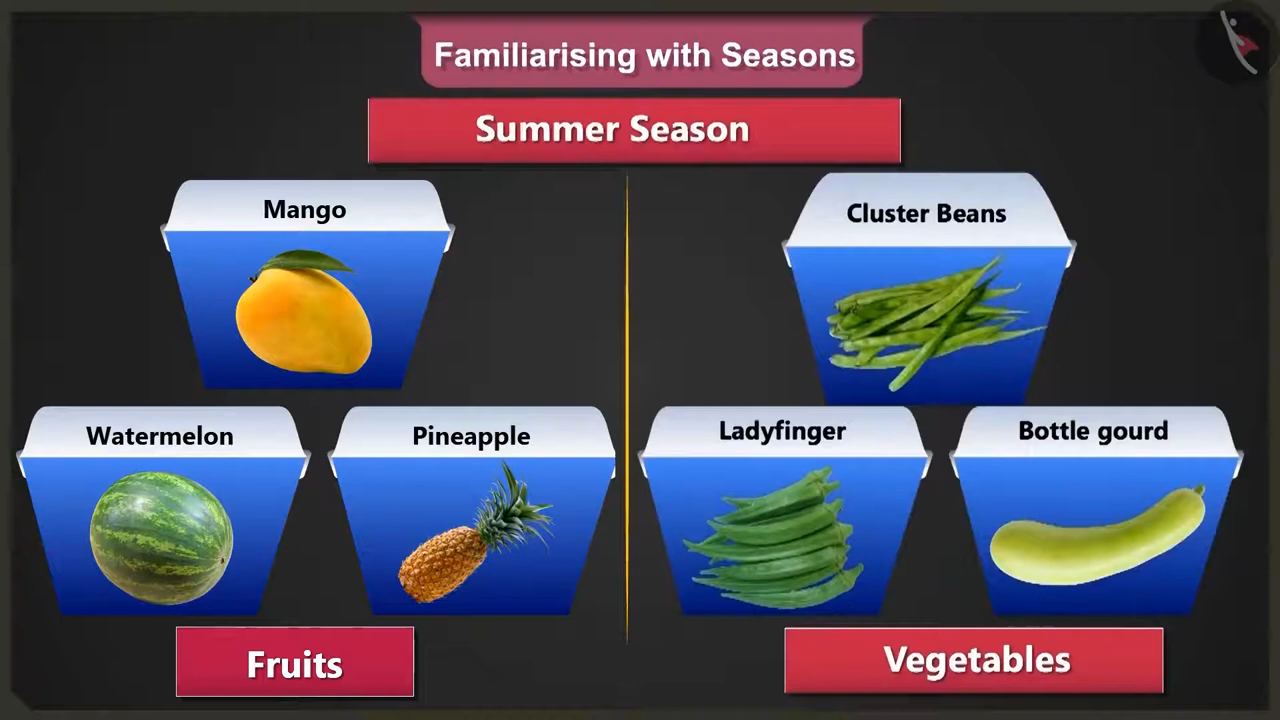 Familiarising with Seasons
Summer Season
Mango
Cluster Beans
Watermelon
Pineapple
Ladyfinger
Bottle gourd
Fruits
Vegetables